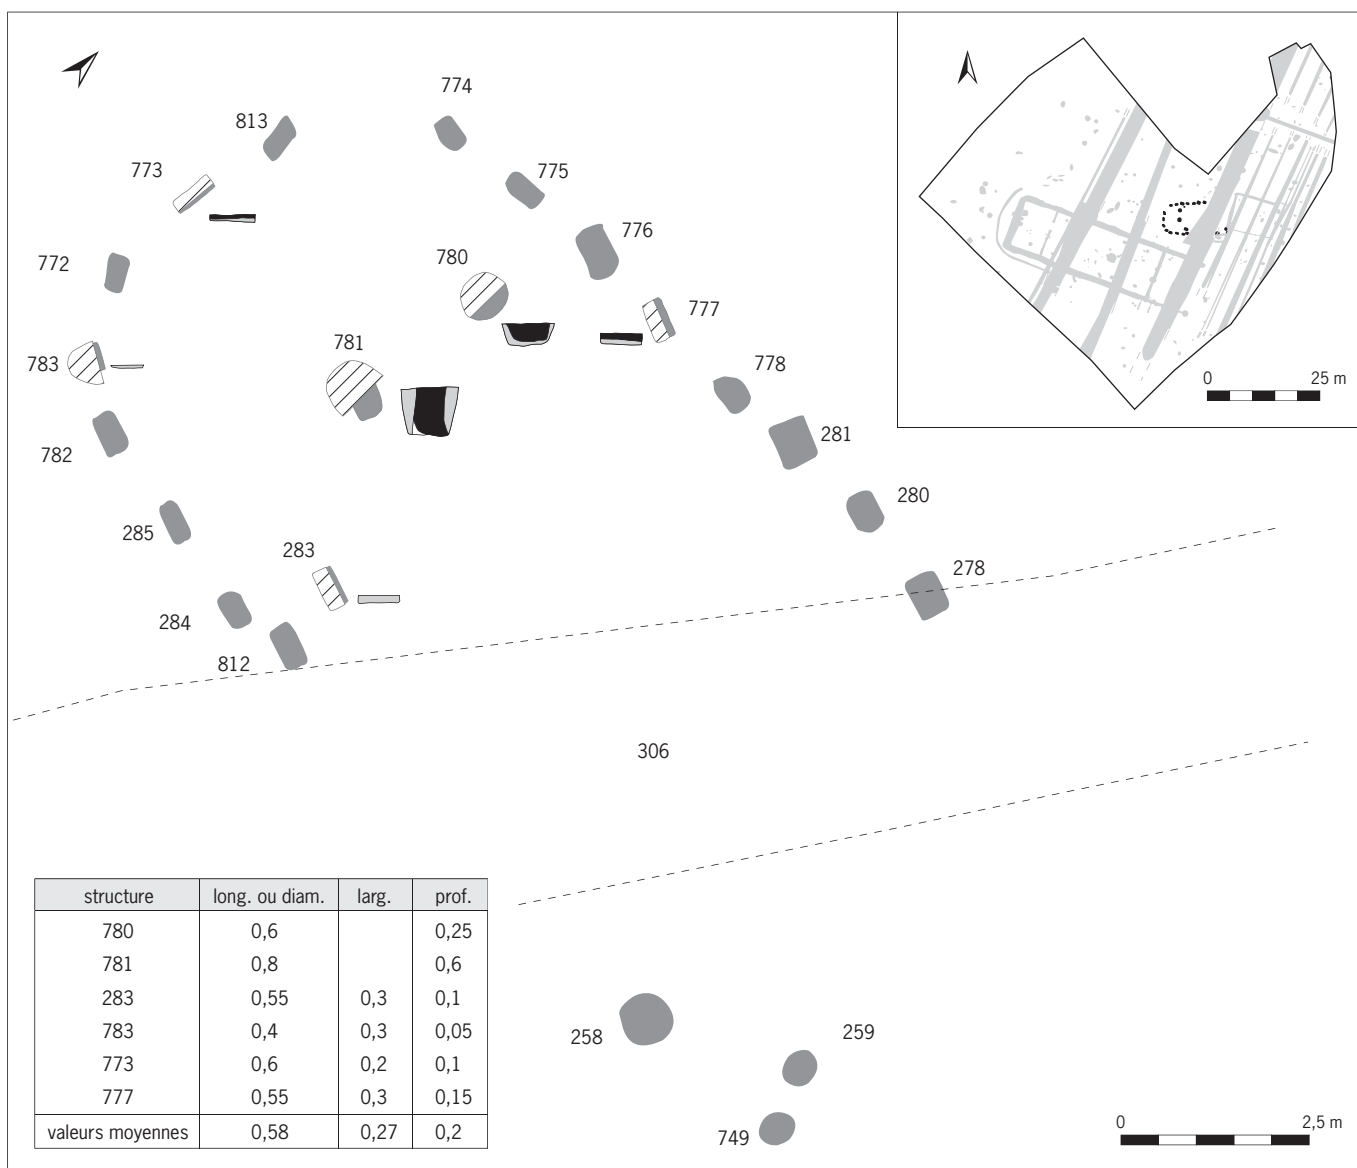 774
813
773
775
776
772
780
777
781
783
778
281
782
280
285
283
278
284
812
306
0 25 m
structure long. ou diam. larg. prof.
780 0,6 0,25
781 0,8 0,6
283 0,55 0,3 0,1
783 0,4 0,3 0,05
773 0,6 0,2 0,1
777 0,55 0,3 0,15
valeurs moyennes 0,58 0,27 0,2
258
259
749
0 2,5 m